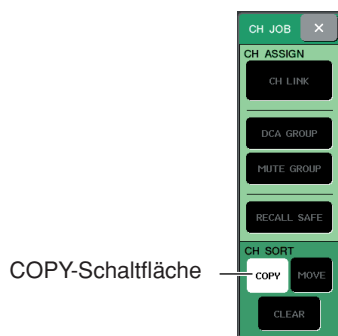 CH JOB ×
CH ASSIGN
CH LINK
DCA GROUP
MUTE GROUP
RECALL SAFE
CH SORT
COPY-Schaltfläche
COPY MOVE
CLEAR